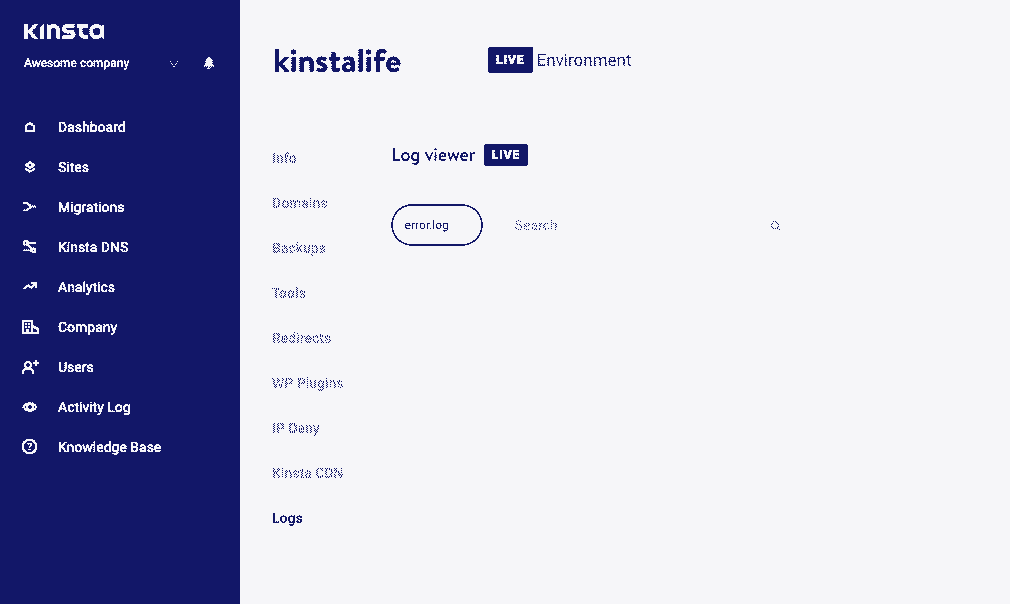 Kinsta
Awesome company
Dashboard
Sites
Migrations
Kinsta DNS
Analytics
Company
Users
Activity Log
Knowledge Base
kinstalife
LIVE Environment
Info
Domains
Backups
Tools
Redirects
WP Plugins
IP Deny
Kinsta CDN
Logs
Log viewer LIVE
error.log
Search